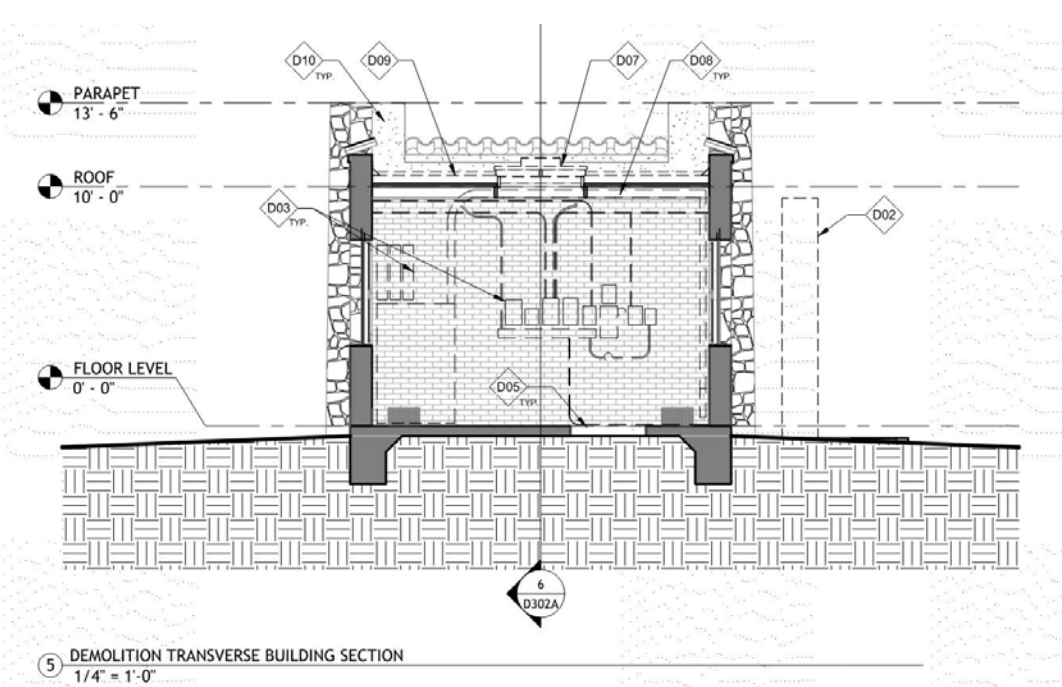 D10
TYP.
D09
D07
D08
TYP.
PARAPET
13' - 6"
ROOF
10' - 0"
D03
TYP.
D02
FLOOR LEVEL
0' - 0"
D05
TYP.
6
D302A
5
DEMOLITION TRANSVERSE BUILDING SECTION
1/4" = 1'-0"